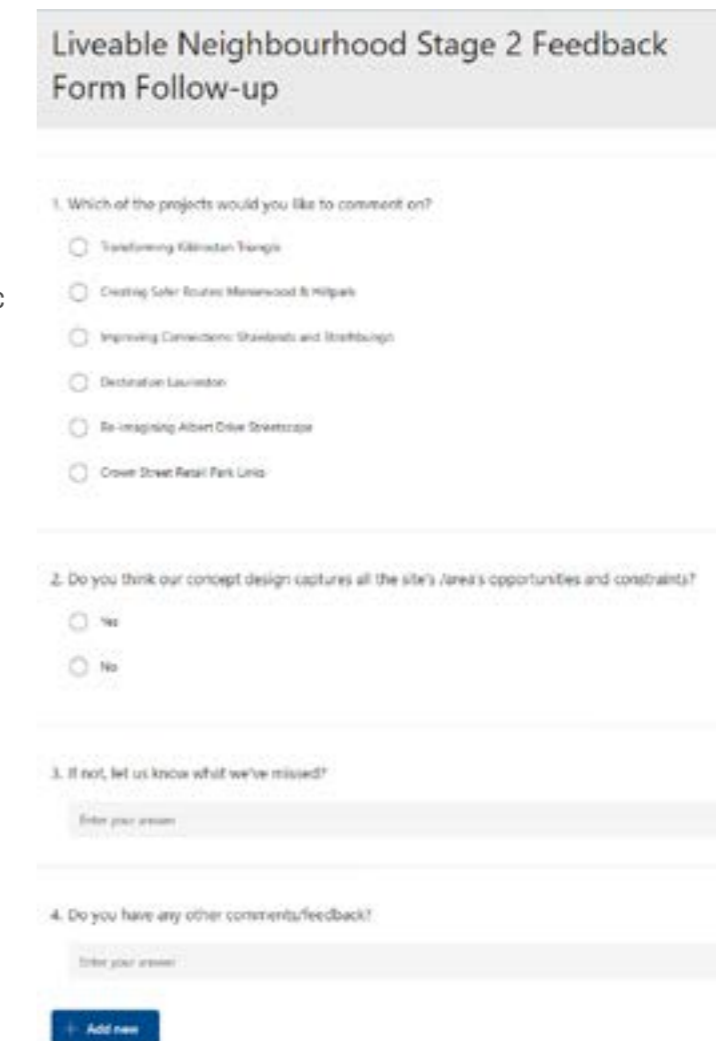 Liveable Neighbourhood Stage 2 Feedback
Form Follow-up
1. Which of the projects would you like to comment on?
Transforming Kilbirnie Triangle
Creating Safer Routes: Mansewood & Hillpark
Improving Connections: Shawlands and Strathbungo
Destination Laurieston
Re-imagining Albert Drive Streetscape
Crown Street Retail Park Links
2. Do you think our concept design captures all the site's /area's opportunities and constraints?
Yes
No
3. If not, let us know what we've missed?
Enter your answer
4. Do you have any other comments/feedback?
Enter your answer
+ Add new